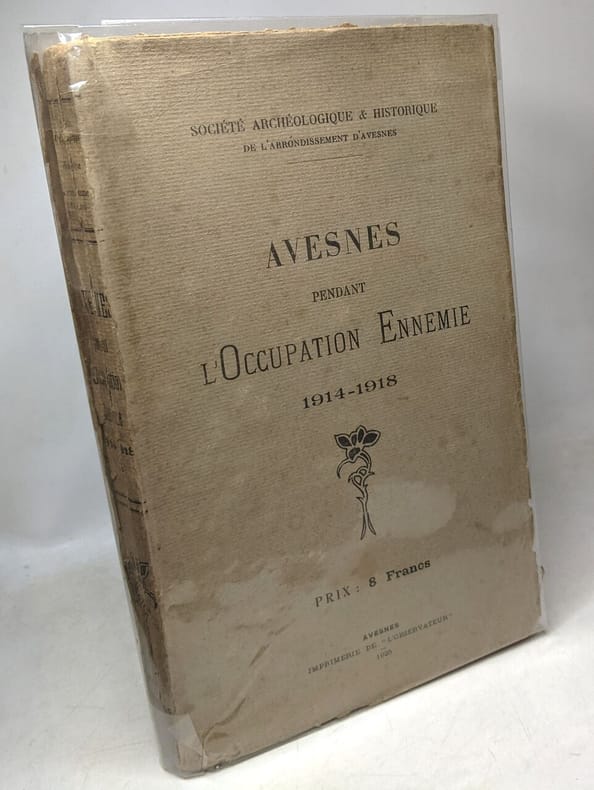 SOCIÉTÉ ARCHÉOLOGIQUE & HISTORIQUE
DE L'ARRONDISSEMENT D'AVESNES
AVESNES
PENDANT
L'OCCUPATION ENNEMIE
1914-1918
PRIX : 8 Francs
AVESNES
IMPRIMERIE DE "L'OBSERVATEUR"